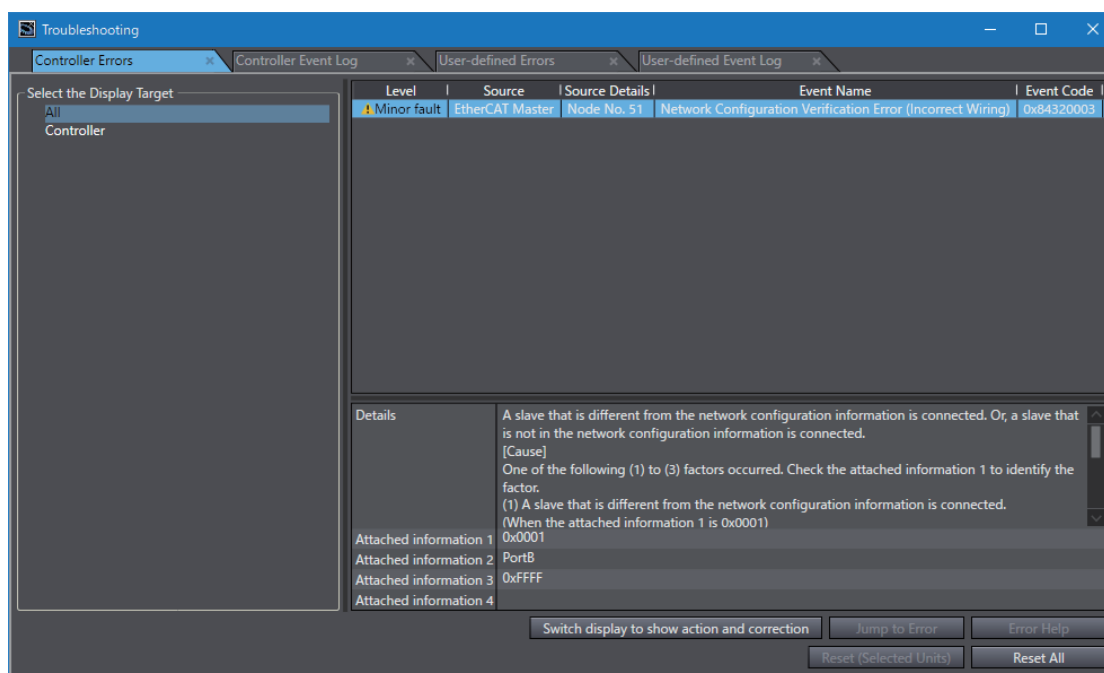 Troubleshooting
Controller Errors
Controller Event Log
User-defined Errors
User-defined Event Log
Select the Display Target
All
Controller
Level Source Source Details Event Name Event Code
Minor fault EtherCAT Master Node No. 51 Network Configuration Verification Error (Incorrect Wiring) 0x84320003
Details
A slave that is different from the network configuration information is connected. Or, a slave that
is not in the network configuration information is connected.
[Cause]
One of the following (1) to (3) factors occurred. Check the attached information 1 to identify the
factor.
(1) A slave that is different from the network configuration information is connected.
(When the attached information 1 is 0x0001)
Attached information 1 0x0001
Attached information 2 PortB
Attached information 3 0xFFFF
Attached information 4
Switch display to show action and correction Jump to Error Error Help
Reset (Selected Units) Reset All